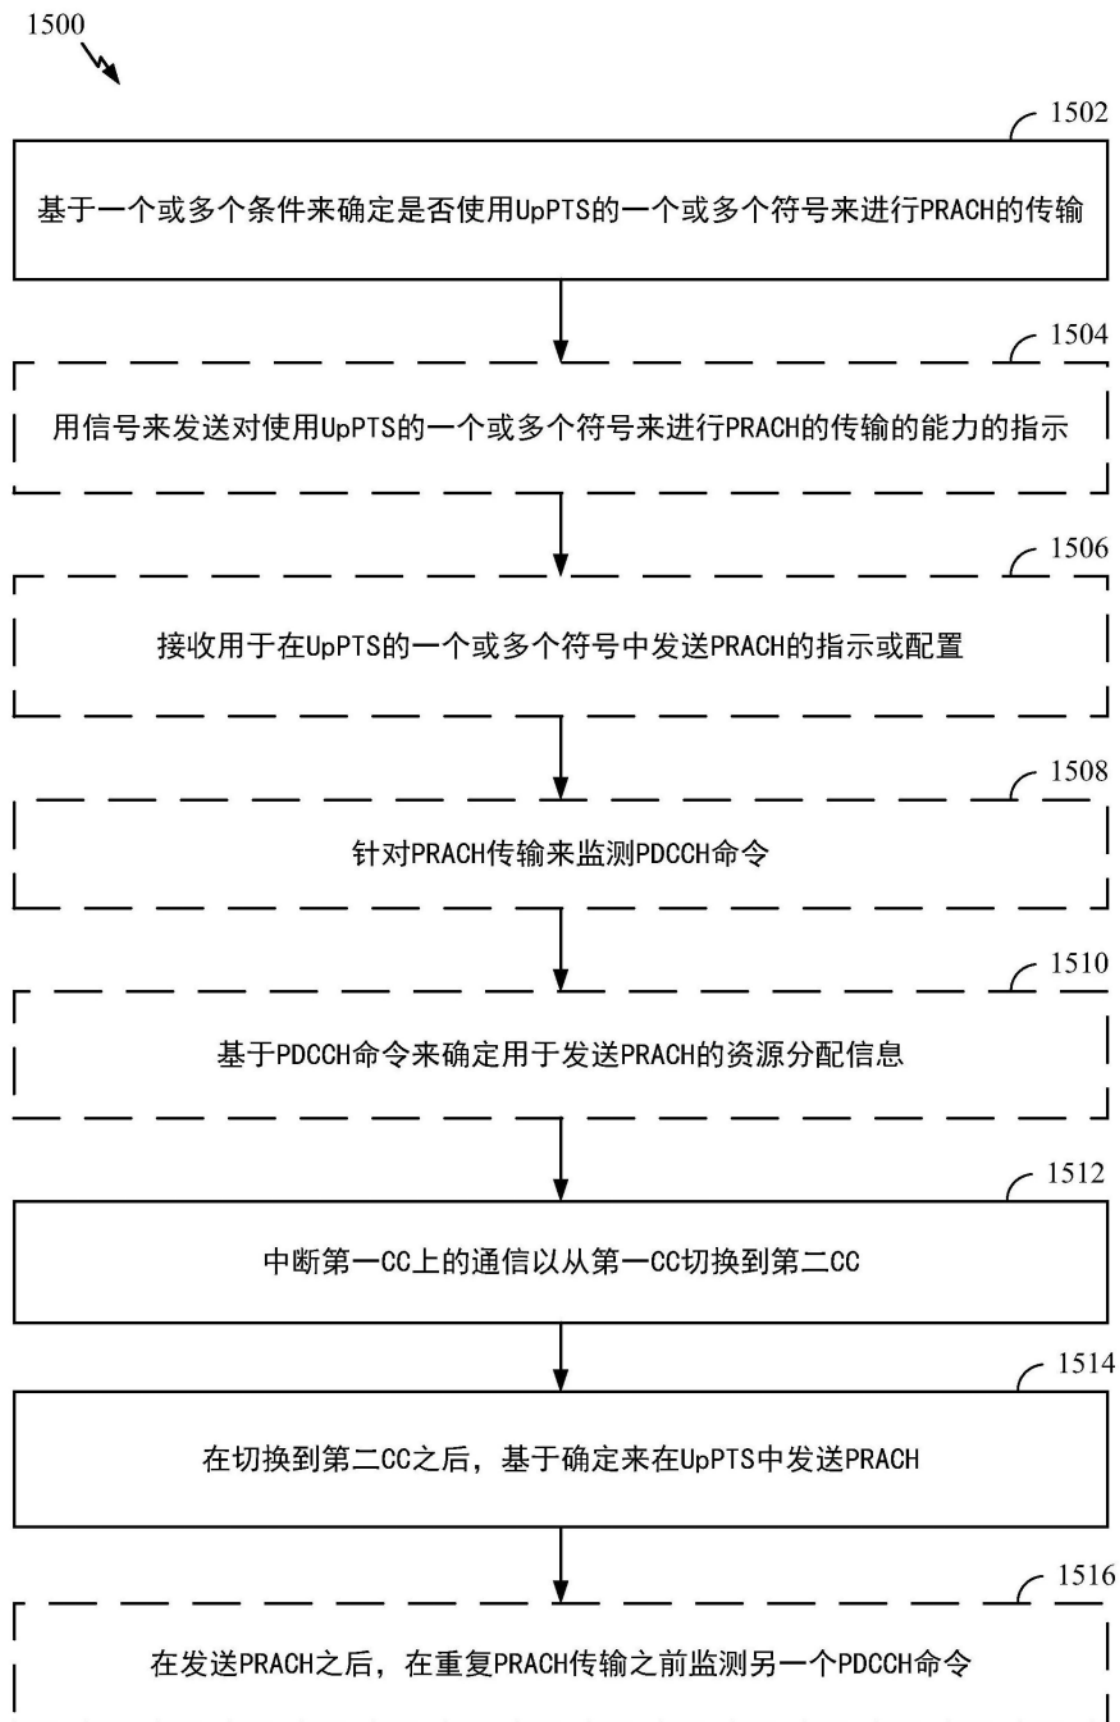 1500
1502
基于一个或多个条件来确定是否使用UpPTS的一个或多个符号来进行PRACH的传输
1504
用信号来发送对使用UpPTS的一个或多个符号来进行PRACH的传输的能力的指示
1506
接收用于在UpPTS的一个或多个符号中发送PRACH的指示或配置
1508
针对PRACH传输来监测PDCCH命令
1510
基于PDCCH命令来确定用于发送PRACH的资源分配信息
1512
中断第一CC上的通信以从第一CC切换到第二CC
1514
在切换到第二CC之后，基于确定来在UpPTS中发送PRACH
1516
在发送PRACH之后，在重复PRACH传输之前监测另一个PDCCH命令